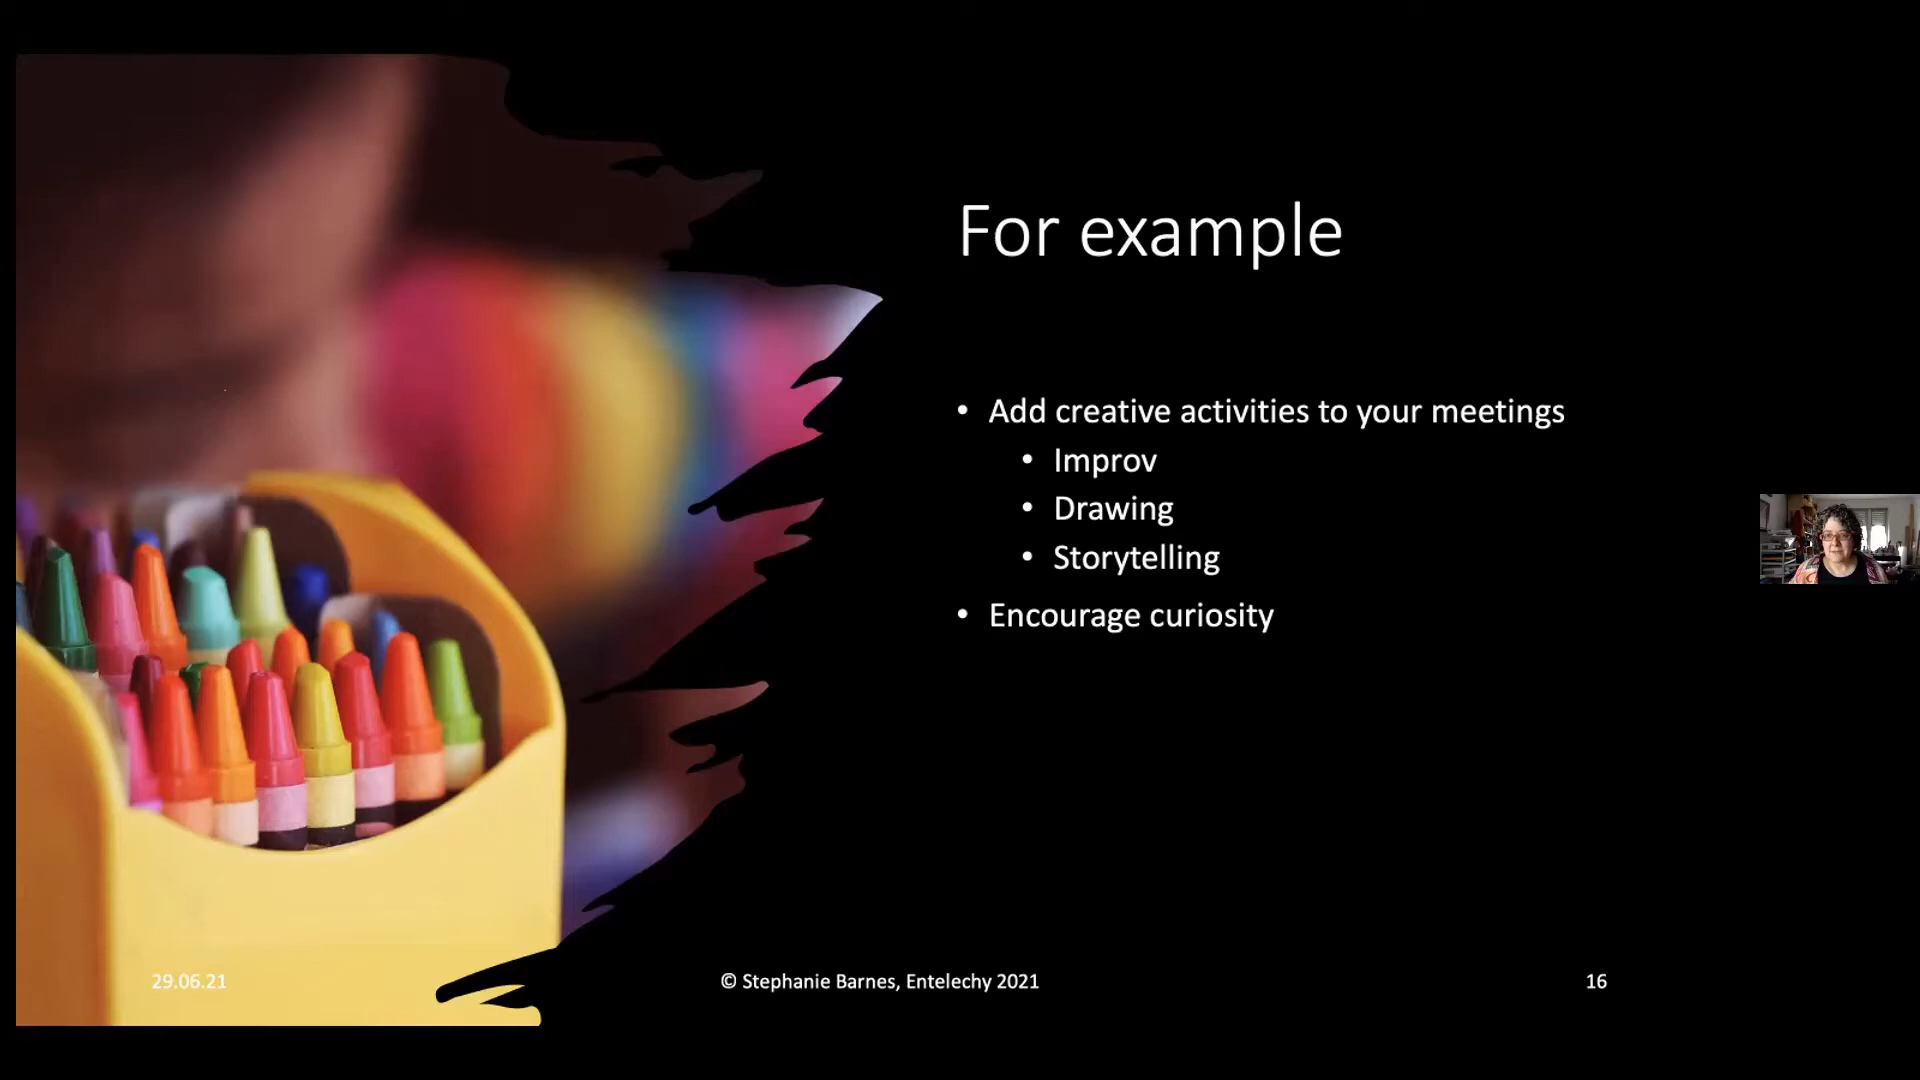 For example
• Add creative activities to your meetings
• Improv
• Drawing
• Storytelling
• Encourage curiosity
29.06.21
© Stephanie Barnes, Entelechy 2021
16